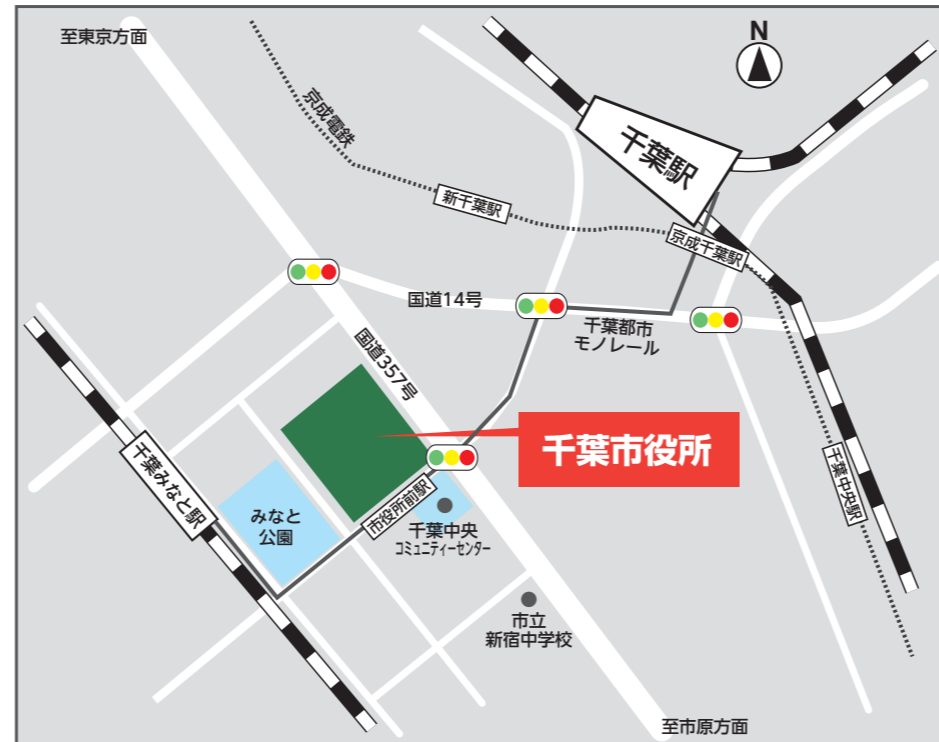 至東京方面
N
京成電鉄
千葉駅
新千葉駅
京成千葉駅
国道14号
千葉都市
モノレール
国道357号
千葉市役所
千葉みなと駅
みなと
公園
市役所前駅
千葉中央
コミュニティーセンター
千葉中央駅
市立
新宿中学校
至市原方面